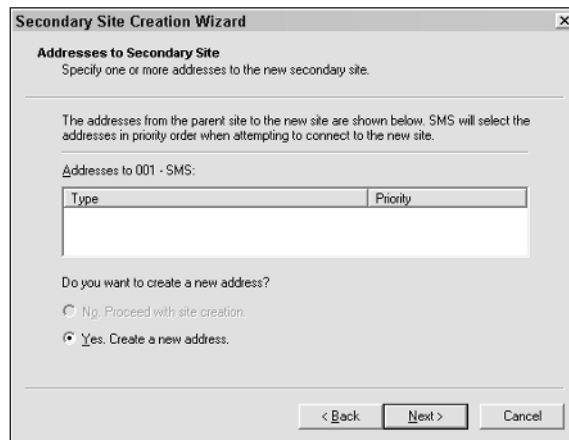 Secondary Site Creation Wizard
Addresses to Secondary Site
Specify one or more addresses to the new secondary site.
The addresses from the parent site to the new site are shown below. SMS will select the
addresses in priority order when attempting to connect to the new site.
Addresses to 001 - SMS:
Type Priority
Do you want to create a new address?
No. Proceed with site creation.
Yes. Create a new address.
< Back Next > Cancel